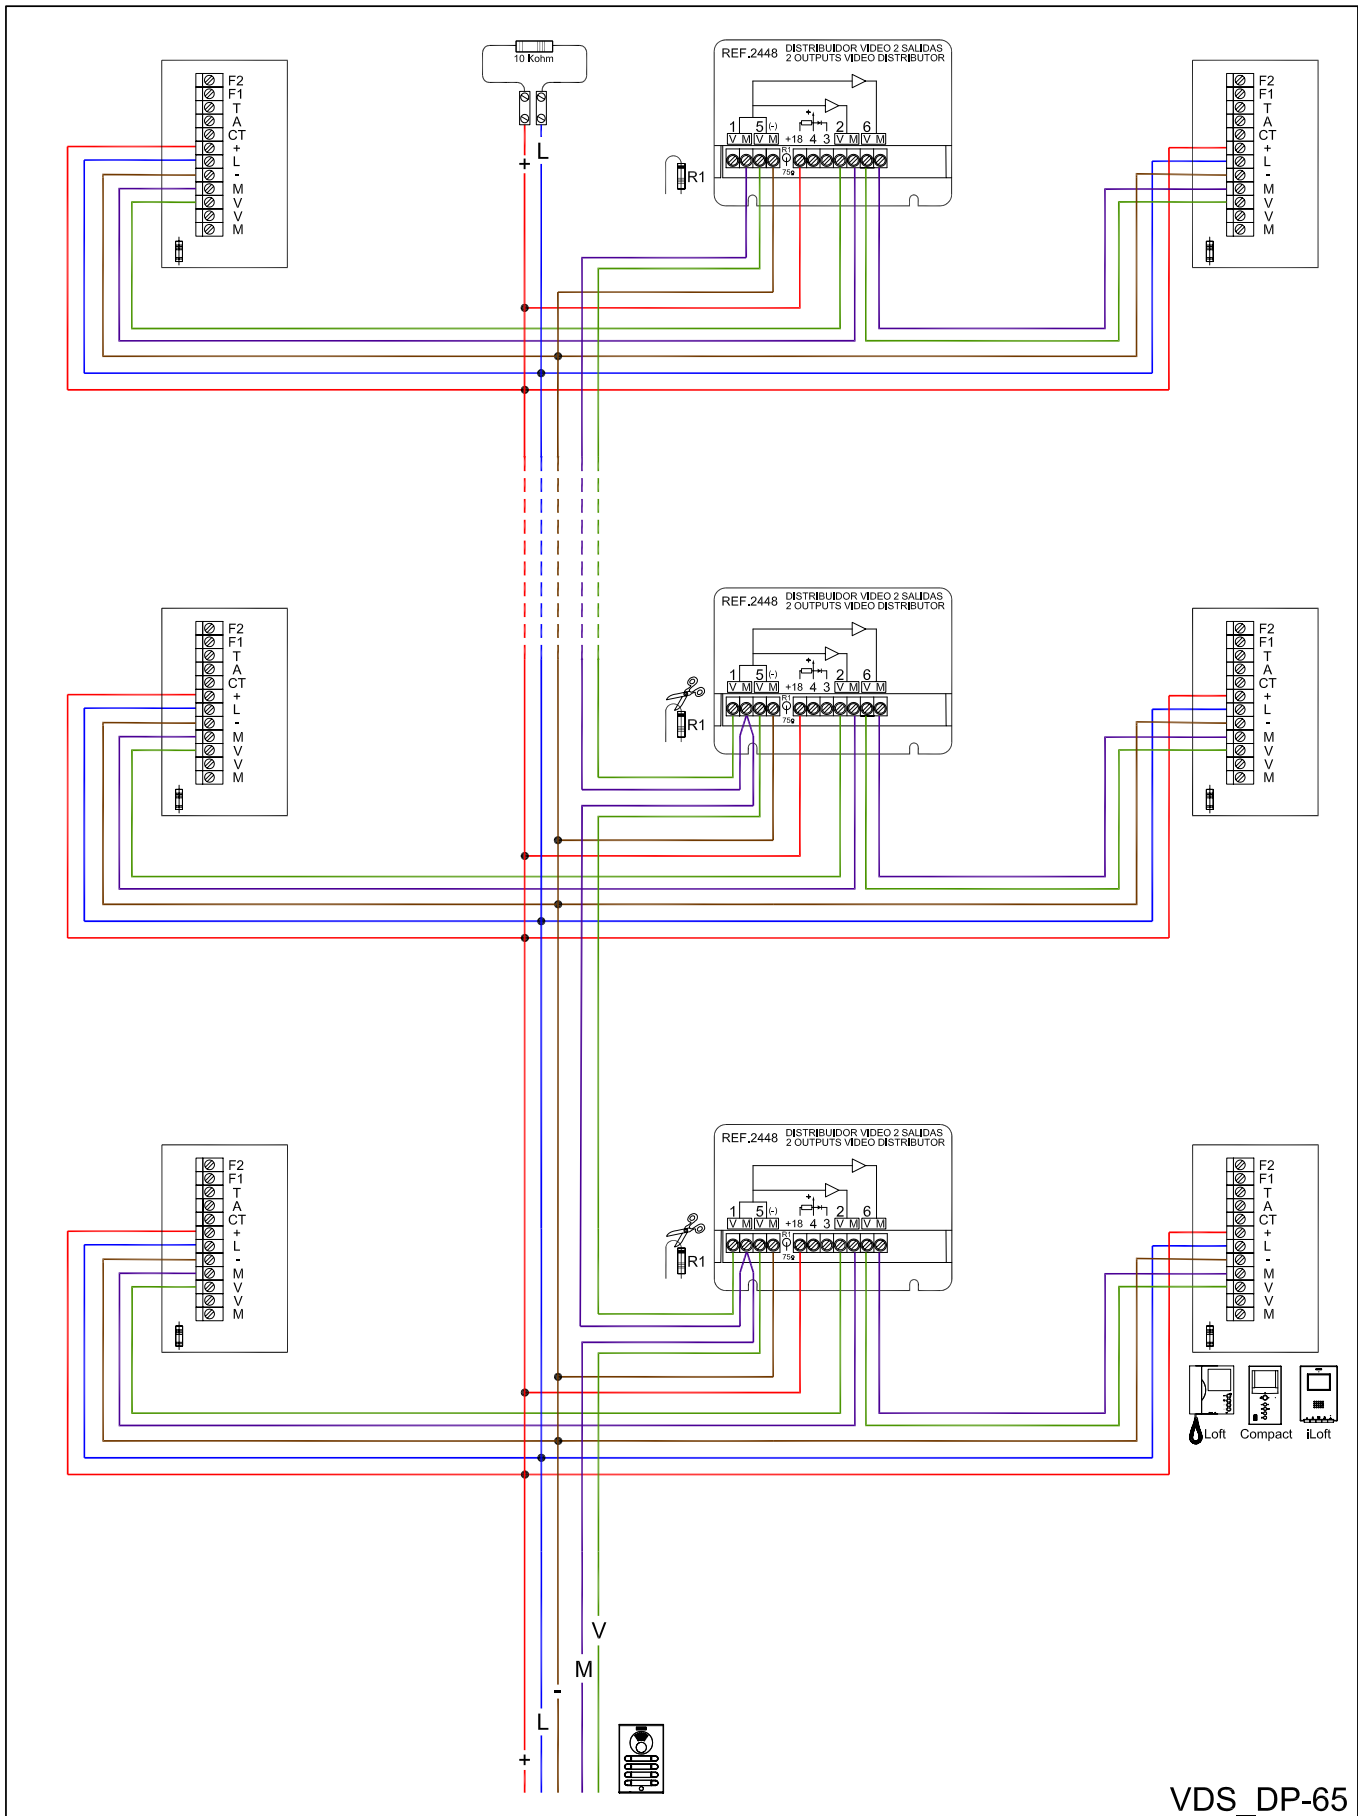 10 Kohm
+
L
F2
F1
T
A
CT
+
L
-
M
V
V
M
REF.2448
DISTRIBUIDOR VIDEO 2 SALIDAS
2 OUTPUTS VIDEO DISTRIBUTOR
+
1 5 (-) +18 4 3 2 6
V M V M R1 V M V M
75Ω
R1
F2
F1
T
A
CT
+
L
-
M
V
V
M
F2
F1
T
A
CT
+
L
-
M
V
V
M
REF.2448
DISTRIBUIDOR VIDEO 2 SALIDAS
2 OUTPUTS VIDEO DISTRIBUTOR
+
1 5 (-) +18 4 3 2 6
V M V M R1 V M V M
75Ω
R1
F2
F1
T
A
CT
+
L
-
M
V
V
M
F2
F1
T
A
CT
+
L
-
M
V
V
M
REF.2448
DISTRIBUIDOR VIDEO 2 SALIDAS
2 OUTPUTS VIDEO DISTRIBUTOR
+
1 5 (-) +18 4 3 2 6
V M V M R1 V M V M
75Ω
R1
F2
F1
T
A
CT
+
L
-
M
V
V
M
Loft Compact iLoft
V
M
-
L
+
VDS_DP-65